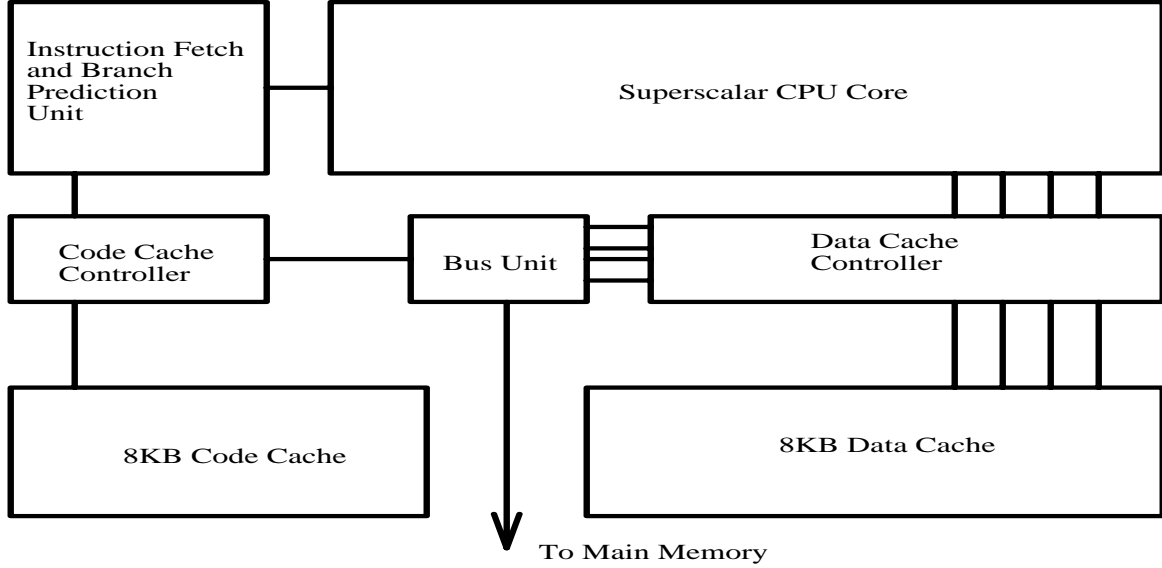 Instruction Fetch
and Branch
Prediction
Unit
Superscalar CPU Core
Code Cache
Controller
Bus Unit
Data Cache
Controller
8KB Code Cache
8KB Data Cache
To Main Memory